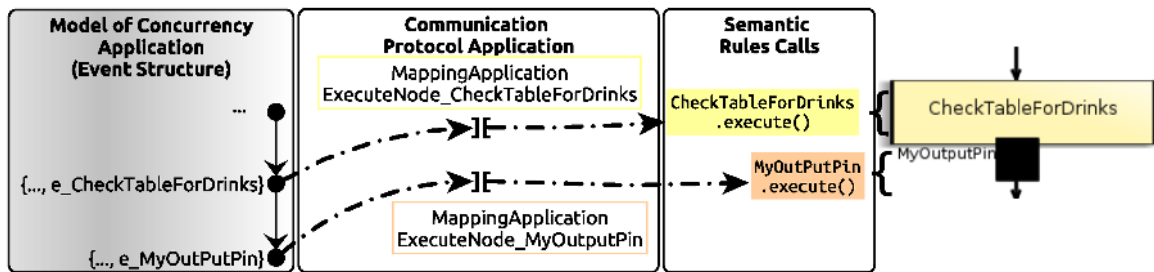 Model of Concurrency
Application
(Event Structure)
...
{..., e_CheckTableForDrinks}
{..., e_MyOutPutPin}
Communication
Protocol Application
MappingApplication
ExecuteNode_CheckTableForDrinks
MappingApplication
ExecuteNode_MyOutputPin
Semantic
Rules Calls
CheckTableForDrinks
.execute()
MyOutPutPin
.execute()
CheckTableForDrinks
MyOutputPin